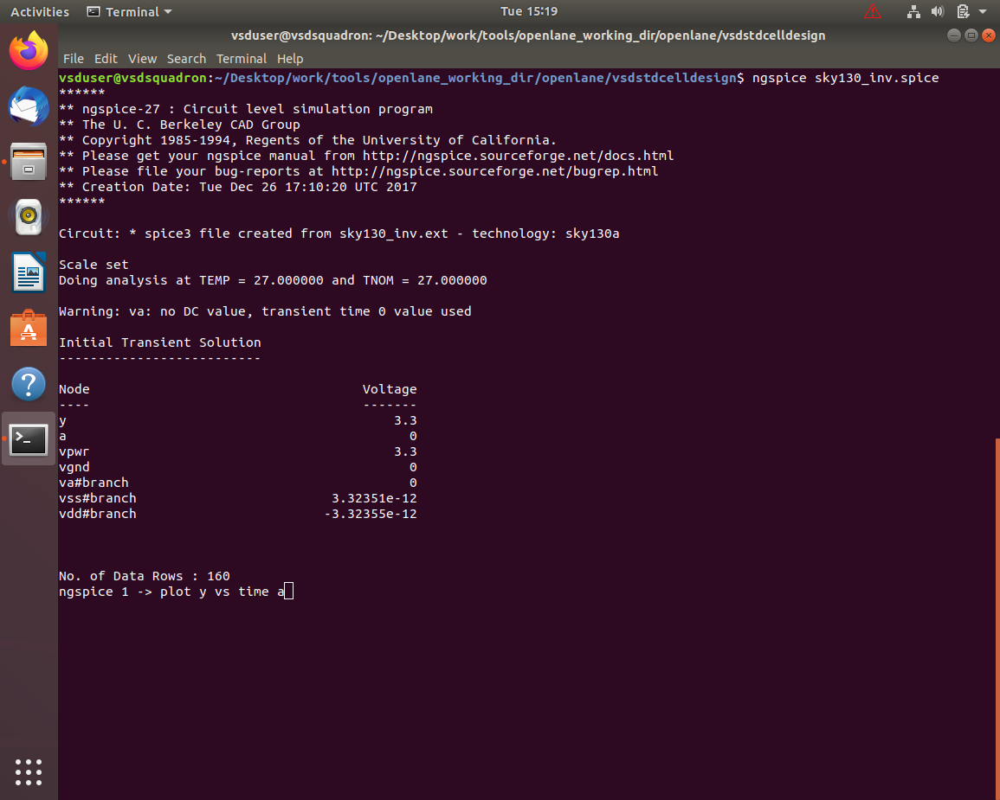 Activities Terminal Tue 15:19
vsduser@vsdsquadron: ~/Desktop/work/tools/openlane_working_dir/openlane/vsdstdcelldesign
File Edit View Search Terminal Help
vsduser@vsdsquadron:~/Desktop/work/tools/openlane_working_dir/openlane/vsdstdcelldesign$ ngspice sky130_inv.spice
******
** ngspice-27 : Circuit level simulation program
** The U. C. Berkeley CAD Group
** Copyright 1985-1994, Regents of the University of California.
** Please get your ngspice manual from http://ngspice.sourceforge.net/docs.html
** Please file your bug-reports at http://ngspice.sourceforge.net/bugrep.html
** Creation Date: Tue Dec 26 17:10:20 UTC 2017
******
Circuit: * spice3 file created from sky130_inv.ext - technology: sky130a
Scale set
Doing analysis at TEMP = 27.000000 and TNOM = 27.000000
Warning: va: no DC value, transient time 0 value used
Initial Transient Solution
--------------------------
Node Voltage
---- -------
y 3.3
a 0
vpwr 3.3
vgnd 0
va#branch 0
vss#branch 3.32351e-12
vdd#branch -3.32355e-12
No. of Data Rows : 160
ngspice 1 -> plot y vs time a